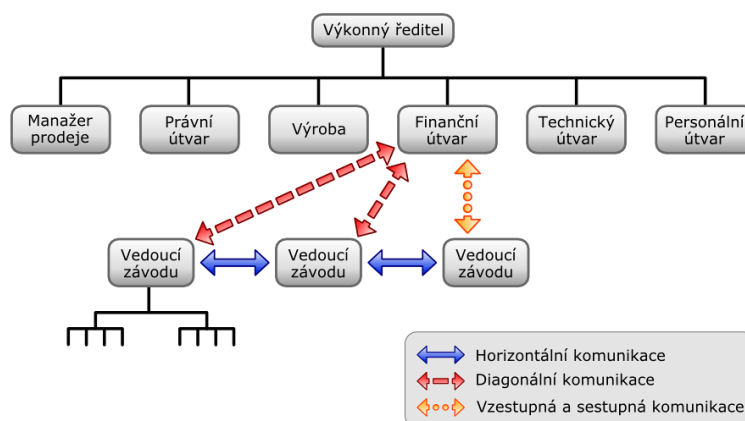 Výkonný ředitel
Manažer
prodeje
Právní
útvar
Výroba
Finanční
útvar
Technický
útvar
Personální
útvar
Vedoucí
závodu
Vedoucí
závodu
Vedoucí
závodu
Horizontální komunikace
Diagonální komunikace
Vzestupná a sestupná komunikace